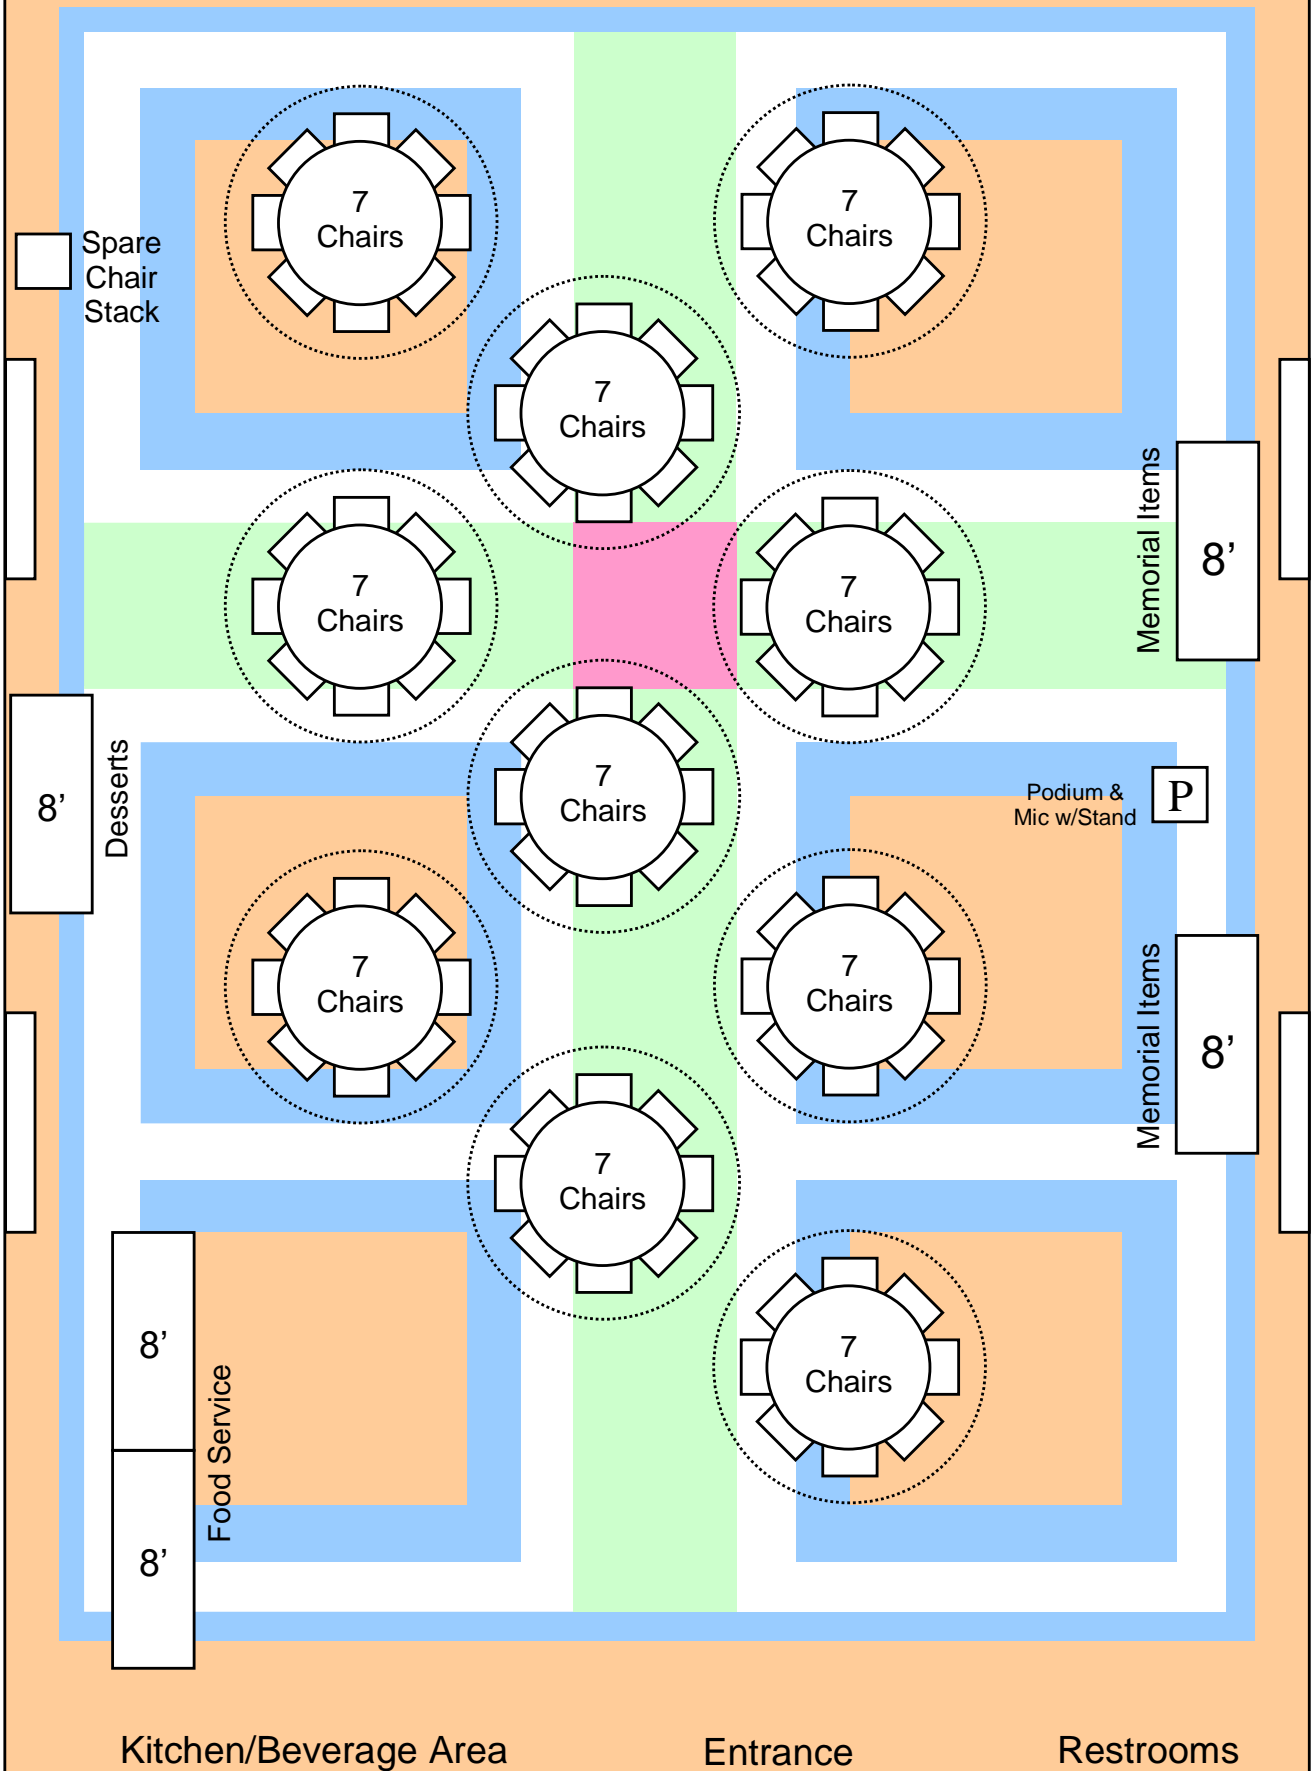 7
Chairs
7
Chairs
Spare
Chair
Stack
7
Chairs
Memorial Items
8’
7
Chairs
7
Chairs
8’
Desserts
7
Chairs
Podium &
Mic w/Stand
P
7
Chairs
7
Chairs
Memorial Items
8’
7
Chairs
8’
Food Service
8’
7
Chairs
Kitchen/Beverage Area
Entrance
Restrooms